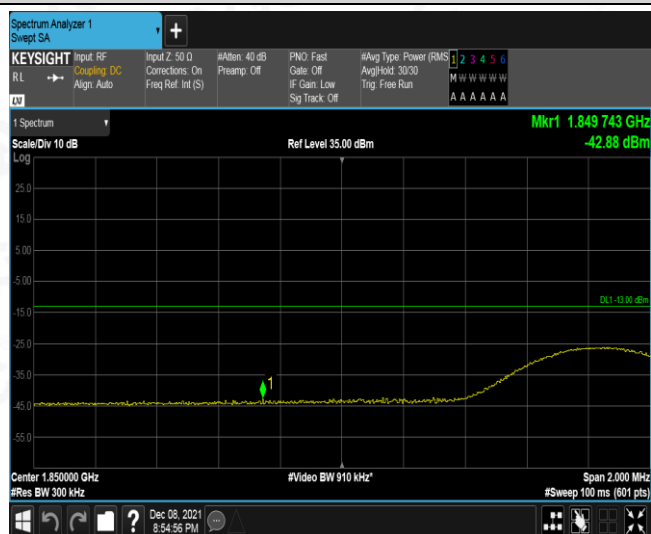 Spectrum Analyzer 1
Swept SA
+
KEYSIGHT
RL
LXI
Input: RF
Coupling: DC
Align: Auto
Input Z: 50 Ω
Corrections: On
Freq Ref: Int (S)
#Atten: 40 dB
Preamp: Off
PNO: Fast
Gate: Off
IF Gain: Low
Sig Track: Off
#Avg Type: Power (RMS
Avg|Hold: 30/30
Trig: Free Run
1 2 3 4 5 6
M W W W W W
A A A A A A
1 Spectrum
Scale/Div 10 dB
Ref Level 35.00 dBm
Mkr1 1.849 743 GHz
-42.88 dBm
Log
25.0
15.0
5.00
-5.00
DL1 -13.00 dBm
-15.0
-25.0
-35.0
1
-45.0
-55.0
Center 1.850000 GHz
#Video BW 910 kHz*
Span 2.000 MHz
#Res BW 300 kHz
#Sweep 100 ms (601 pts)
?
Dec 08, 2021
8:54:56 PM